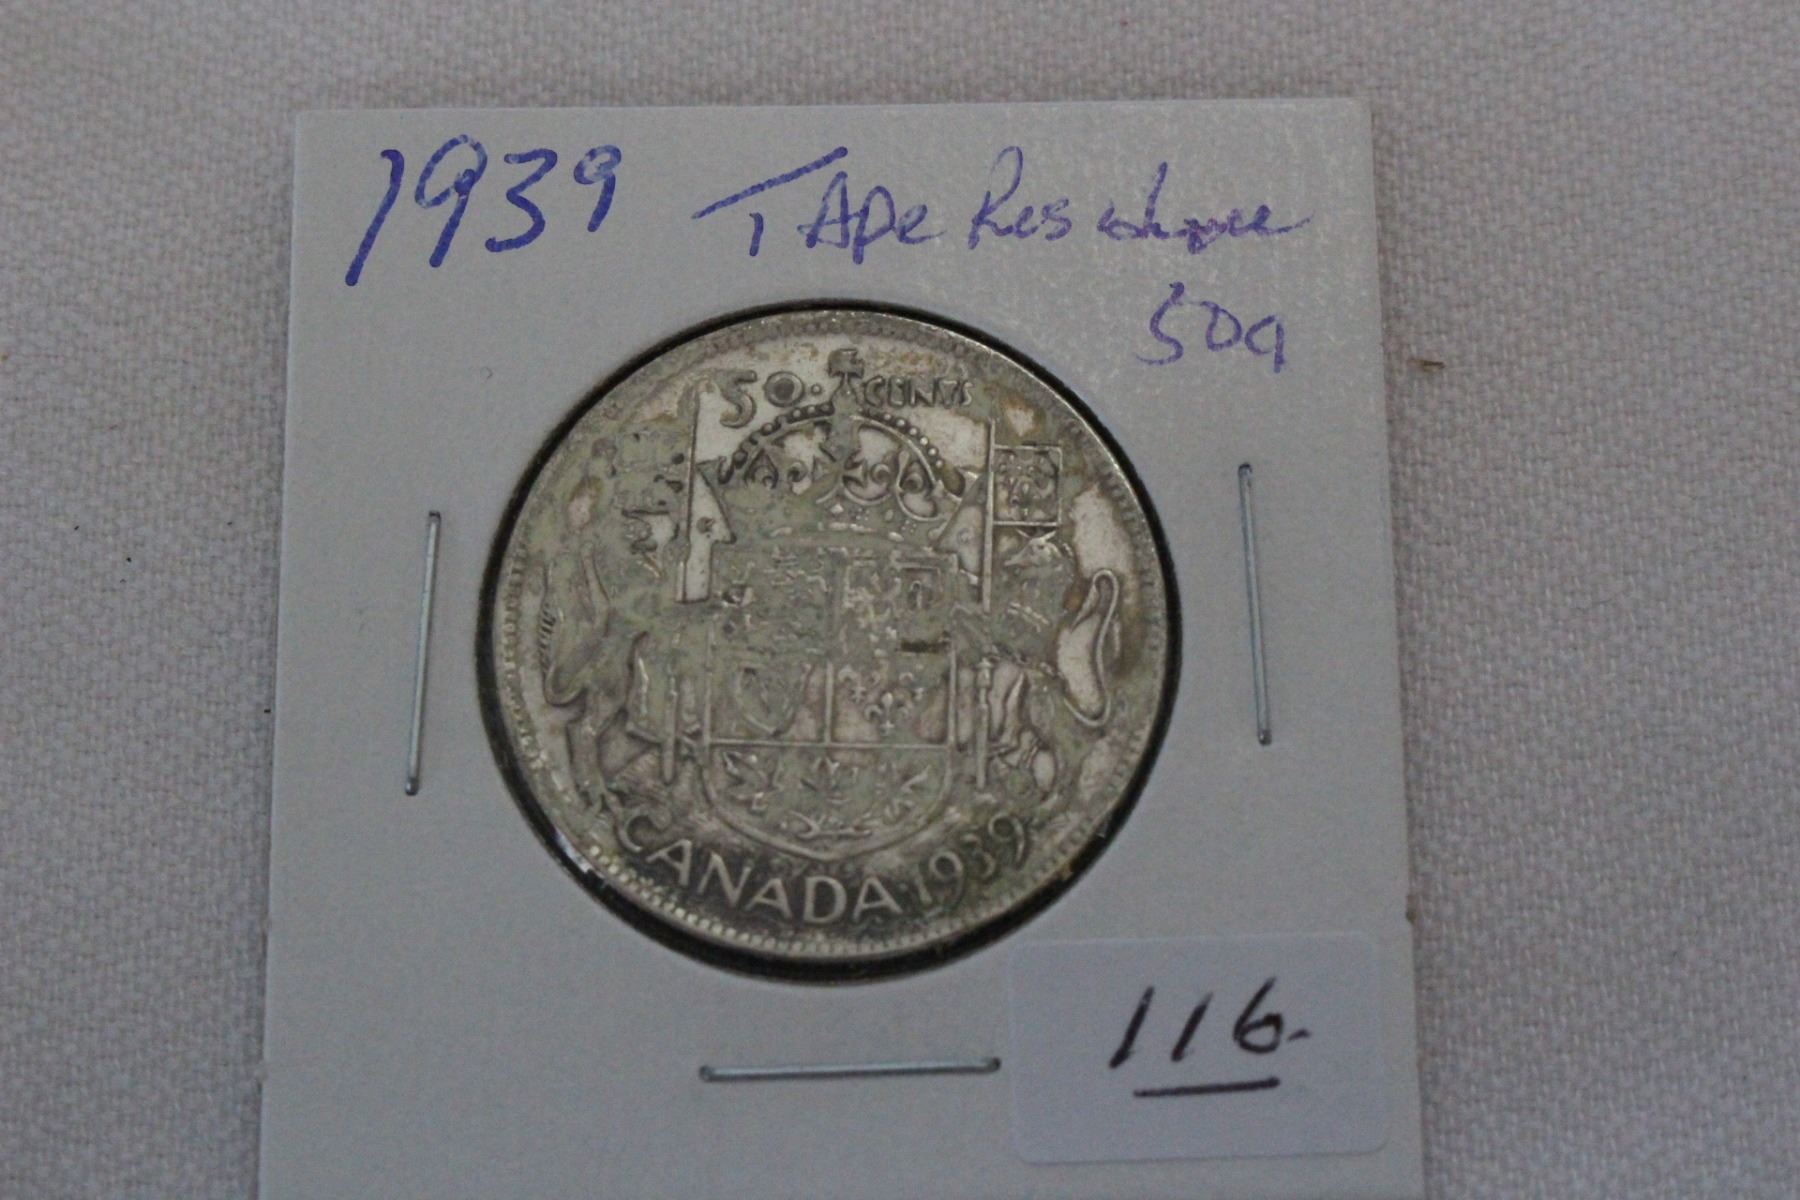 1939 TAPe Residue
50¢
50 CENTS
CANADA · 1939
116.